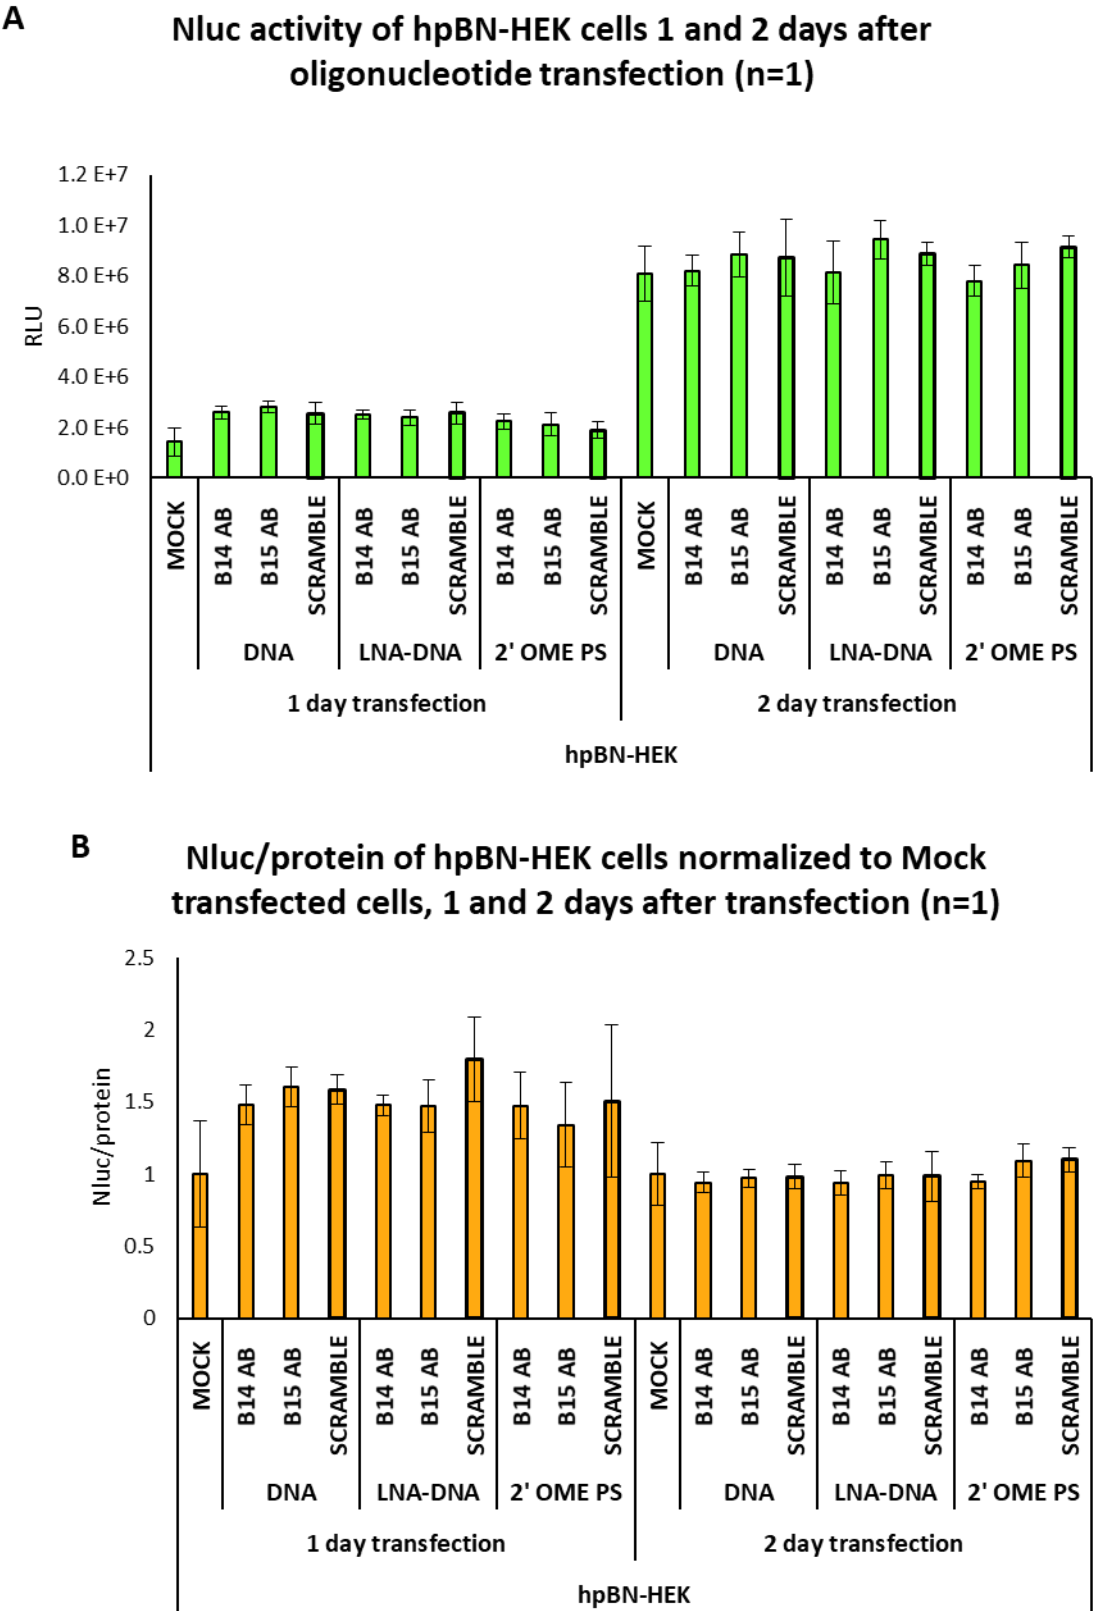 A
Nluc activity of hpBN-HEK cells 1 and 2 days after
oligonucleotide transfection (n=1)
1.2 E+7
1.0 E+7
8.0 E+6
6.0 E+6
4.0 E+6
2.0 E+6
0.0 E+0
RLU
MOCK B14 AB B15 AB SCRAMBLE B14 AB B15 AB SCRAMBLE B14 AB B15 AB SCRAMBLE MOCK B14 AB B15 AB SCRAMBLE B14 AB B15 AB SCRAMBLE B14 AB B15 AB SCRAMBLE
DNA LNA-DNA 2' OME PS DNA LNA-DNA 2' OME PS
1 day transfection 2 day transfection
hpBN-HEK
B
Nluc/protein of hpBN-HEK cells normalized to Mock
transfected cells, 1 and 2 days after transfection (n=1)
2.5
2
1.5
1
0.5
0
Nluc/protein
MOCK B14 AB B15 AB SCRAMBLE B14 AB B15 AB SCRAMBLE B14 AB B15 AB SCRAMBLE MOCK B14 AB B15 AB SCRAMBLE B14 AB B15 AB SCRAMBLE B14 AB B15 AB SCRAMBLE
DNA LNA-DNA 2' OME PS DNA LNA-DNA 2' OME PS
1 day transfection 2 day transfection
hpBN-HEK